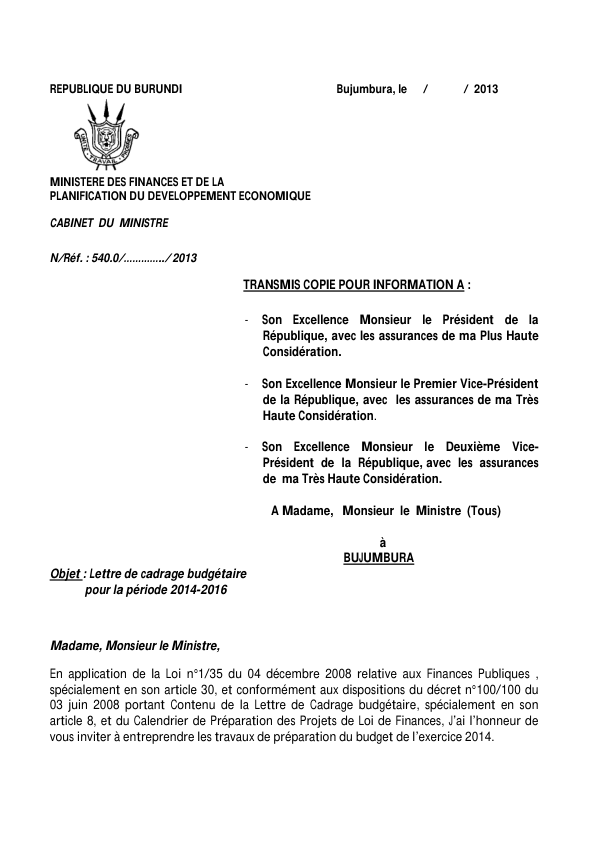 REPUBLIQUE DU BURUNDI
Bujumbura, le / / 2013
UNITE - TRAVAIL - PROGRES
MINISTERE DES FINANCES ET DE LA
PLANIFICATION DU DEVELOPPEMENT ECONOMIQUE
CABINET DU MINISTRE
N/Réf. : 540.0/............../ 2013
TRANSMIS COPIE POUR INFORMATION A :
- Son Excellence Monsieur le Président de la
République, avec les assurances de ma Plus Haute
Considération.
- Son Excellence Monsieur le Premier Vice-Président
de la République, avec les assurances de ma Très
Haute Considération.
- Son Excellence Monsieur le Deuxième Vice-
Président de la République, avec les assurances
de ma Très Haute Considération.
A Madame, Monsieur le Ministre (Tous)
à
BUJUMBURA
Objet : Lettre de cadrage budgétaire
pour la période 2014-2016
Madame, Monsieur le Ministre,
En application de la Loi n°1/35 du 04 décembre 2008 relative aux Finances Publiques ,
spécialement en son article 30, et conformément aux dispositions du décret n°100/100 du
03 juin 2008 portant Contenu de la Lettre de Cadrage budgétaire, spécialement en son
article 8, et du Calendrier de Préparation des Projets de Loi de Finances, J'ai l'honneur de
vous inviter à entreprendre les travaux de préparation du budget de l'exercice 2014.